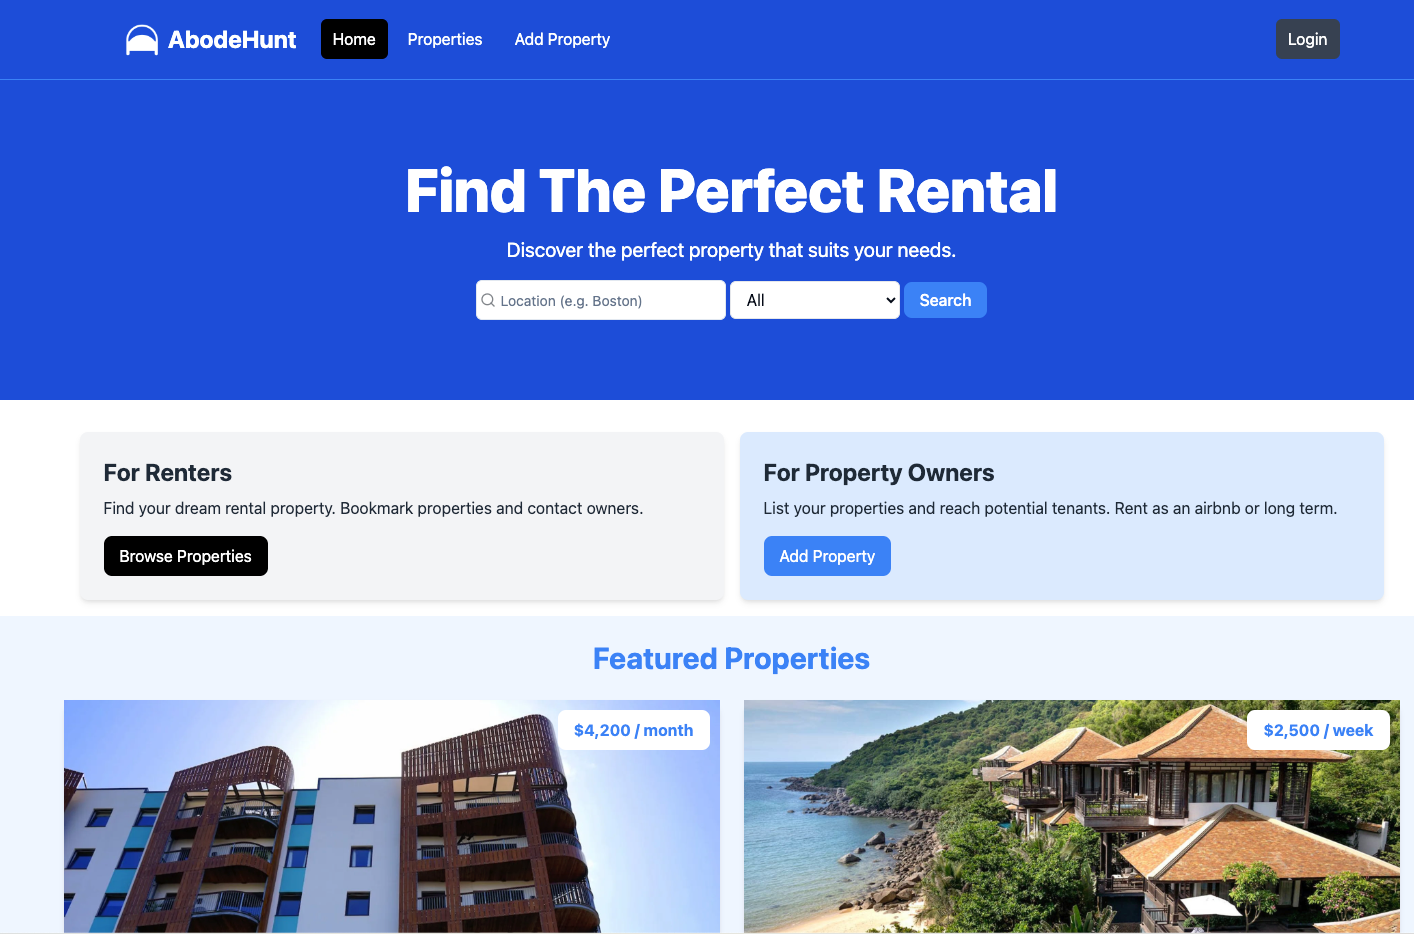 AbodeHunt
Home
Properties
Add Property
Login
Find The Perfect Rental
Discover the perfect property that suits your needs.
Location (e.g. Boston)
All
Search
For Renters
Find your dream rental property. Bookmark properties and contact owners.
Browse Properties
For Property Owners
List your properties and reach potential tenants. Rent as an airbnb or long term.
Add Property
Featured Properties
$4,200 / month
$2,500 / week